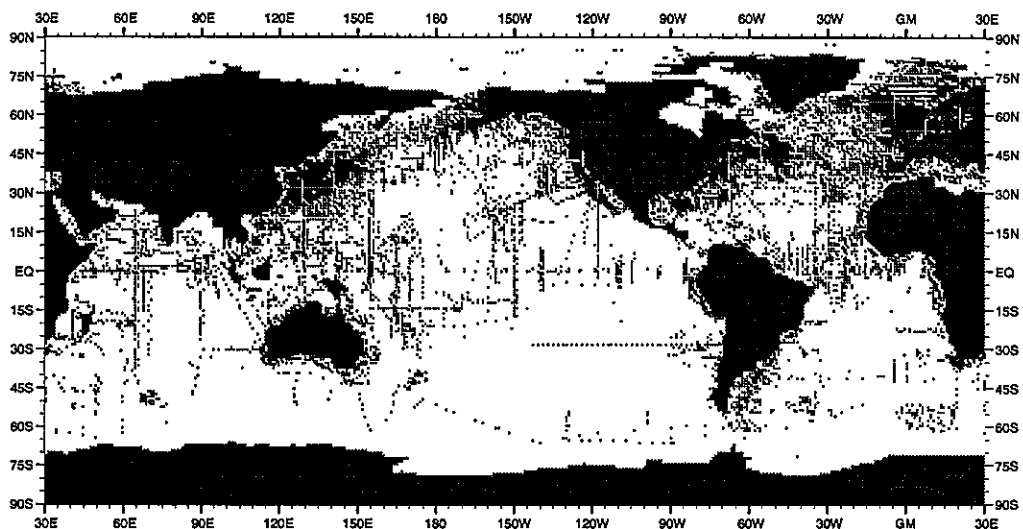 30E 60E 90E 120E 150E 180 150W 120W 90W 60W 30W GM 30E
90N 90N
75N 75N
60N 60N
45N 45N
30N 30N
15N 15N
EQ EQ
15S 15S
30S 30S
45S 45S
60S 60S
75S 75S
90S 90S
30E 60E 90E 120E 150E 180 150W 120W 90W 60W 30W GM 30E